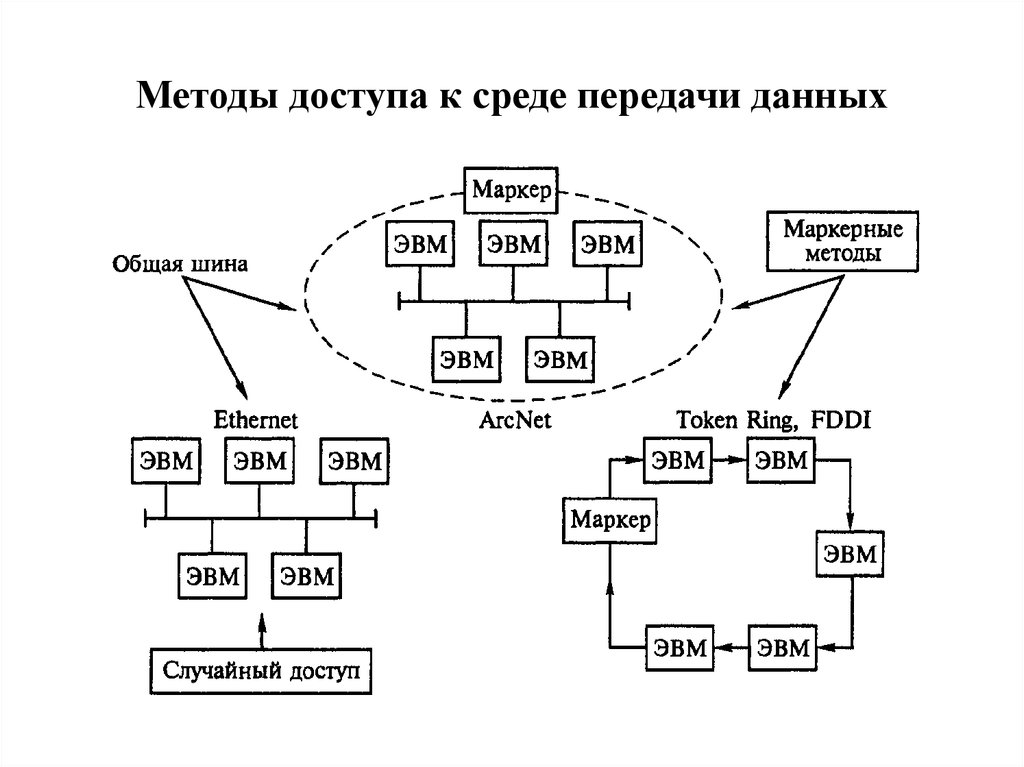 Методы доступа к среде передачи данных
Маркер
ЭВМ ЭВМ ЭВМ
Маркерные
методы
Общая шина
ЭВМ ЭВМ
Ethernet
ArcNet
Token Ring, FDDI
ЭВМ ЭВМ ЭВМ
ЭВМ ЭВМ
Маркер
ЭВМ
ЭВМ ЭВМ
ЭВМ ЭВМ
Случайный доступ